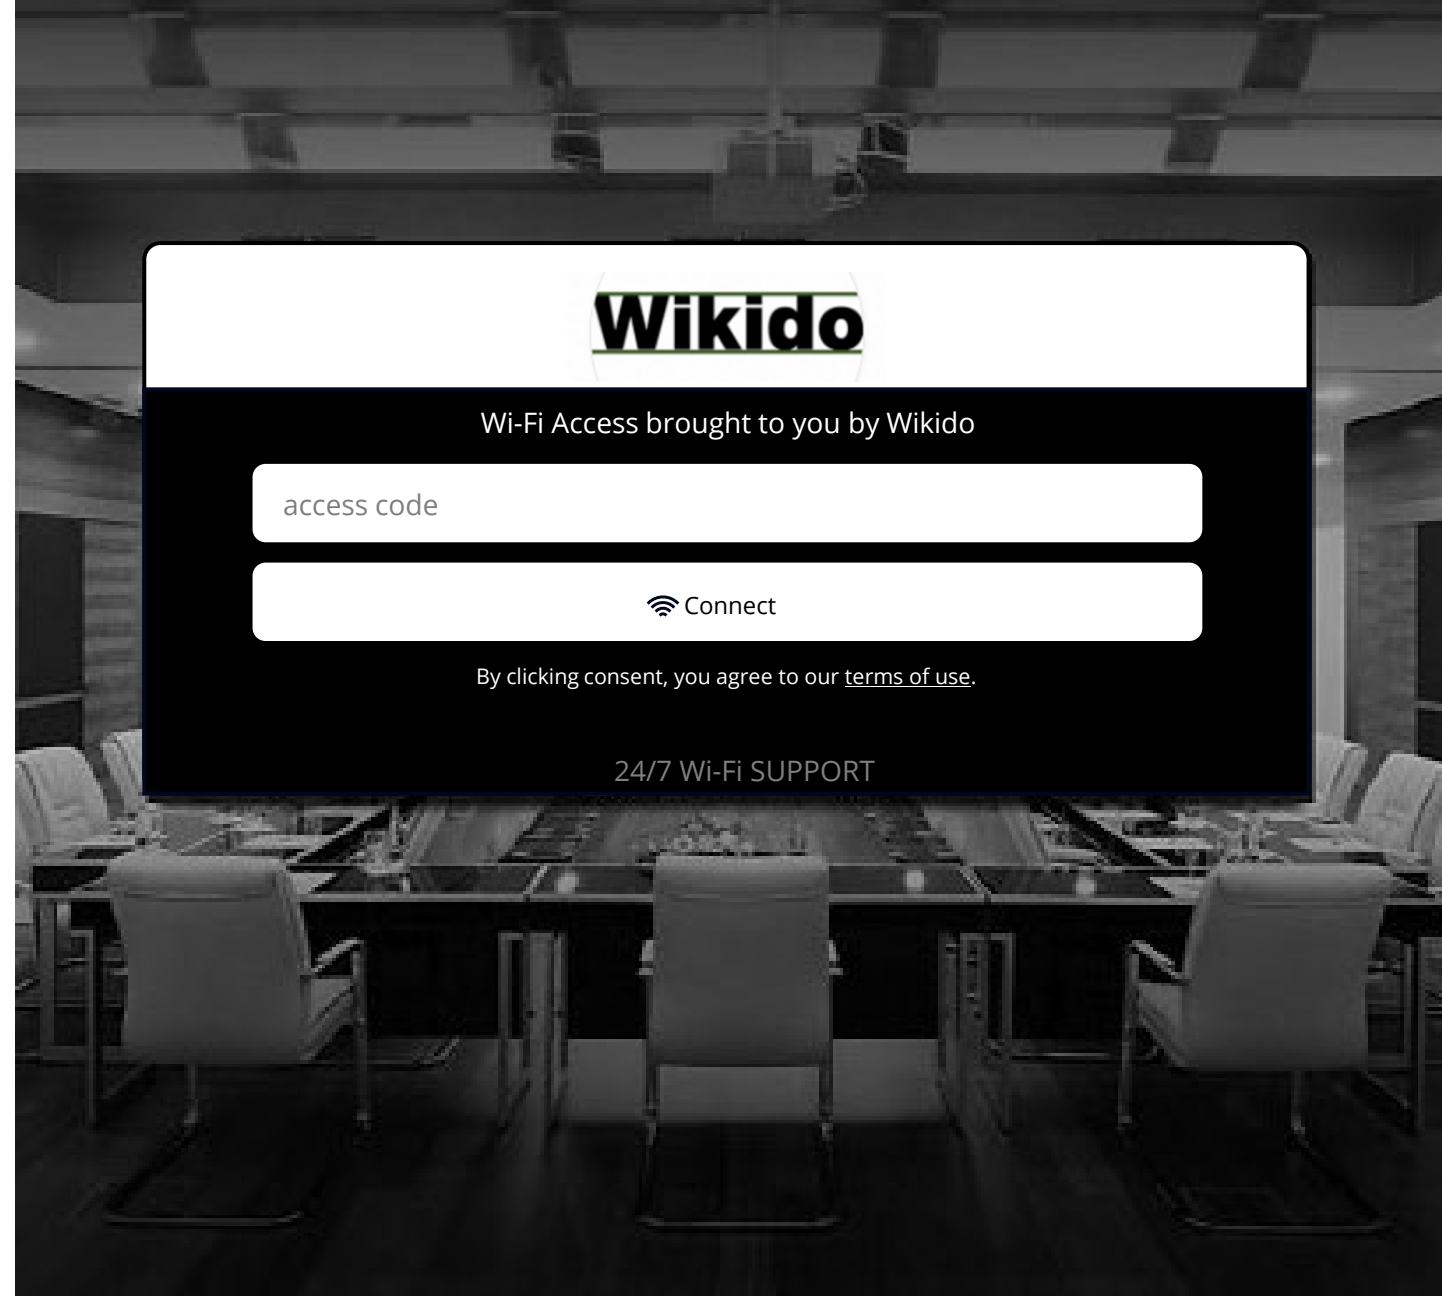 Wikido
Wi-Fi Access brought to you by Wikido
access code
Connect
By clicking consent, you agree to our terms of use.
24/7 Wi-Fi SUPPORT